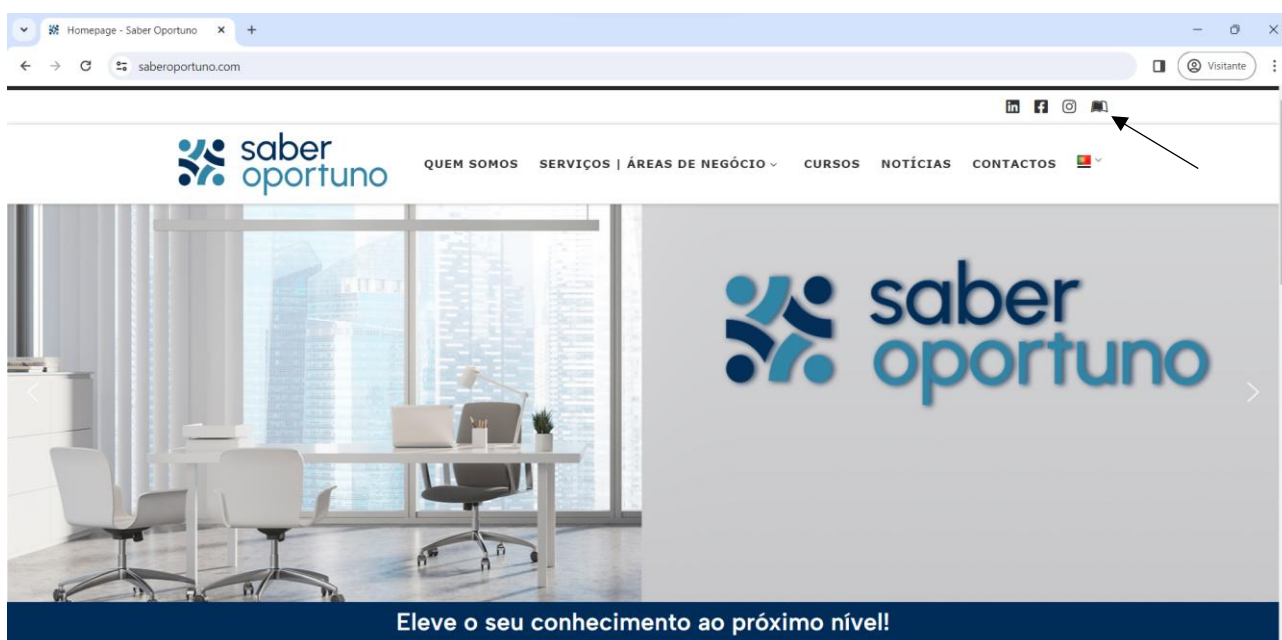 Homepage - Saber Oportuno
saberoportuno.com
Visitante
saber
oportuno
QUEM SOMOS SERVIÇOS | ÁREAS DE NEGÓCIO CURSOS NOTÍCIAS CONTACTOS
saber
oportuno
Eleve o seu conhecimento ao próximo nível!